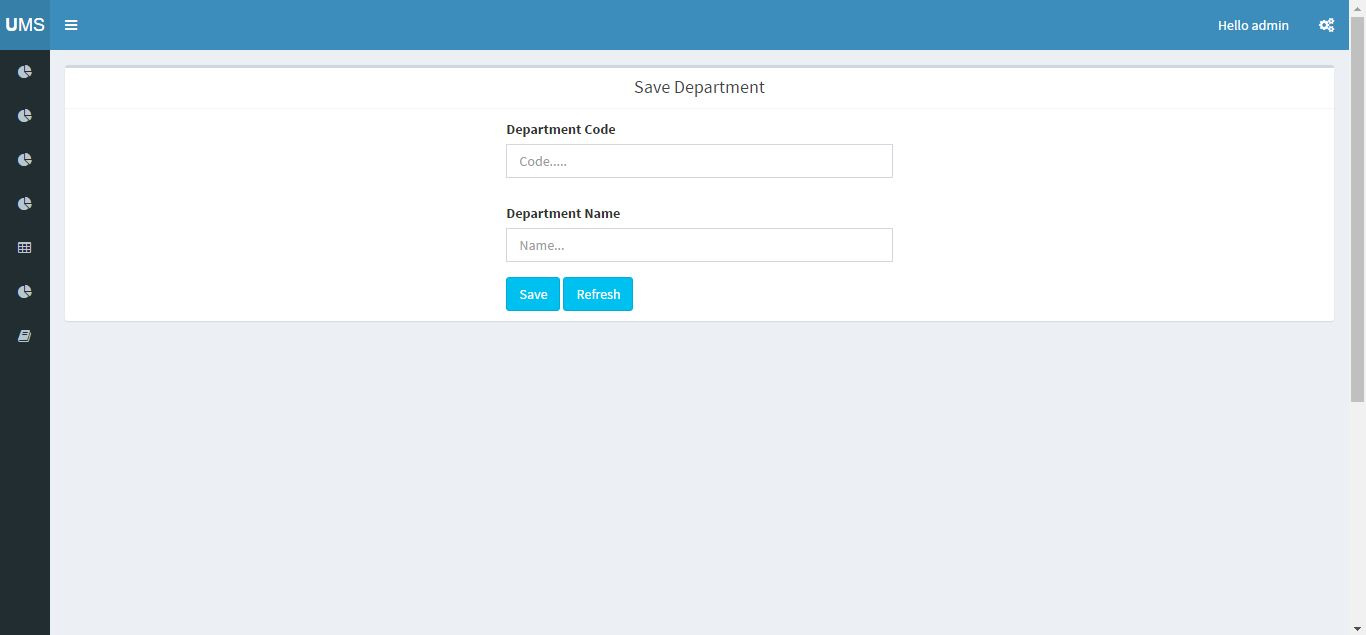 UMS
Hello admin
Save Department
Department Code
Code.....
Department Name
Name...
Save Refresh